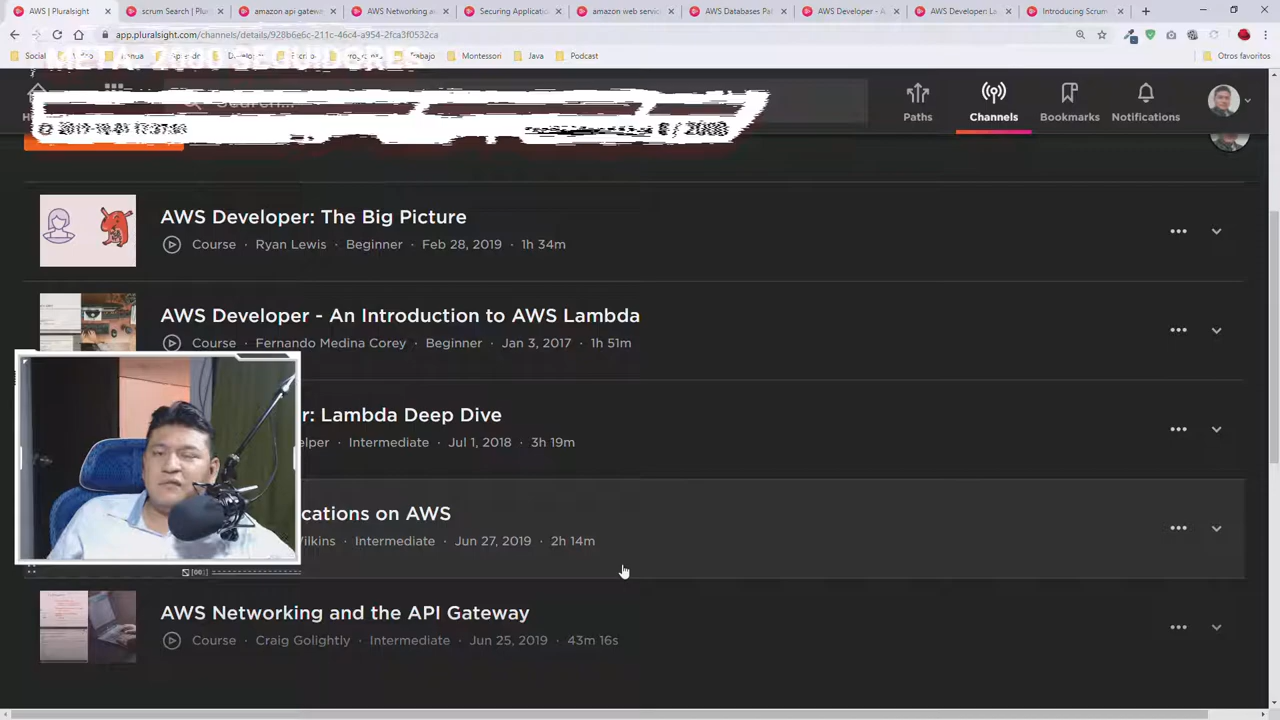 AWS | Pluralsight
scrum Search | Plur
amazon api gatew
AWS Networking an
Securing Applicatio
amazon web servic
AWS Databases Pa
AWS Developer - A
AWS Developer: La
Introducing Scrum
app.pluralsight.com/channels/details/928b6e6c-211c-46c4-a954-2fca3f0532ca
Social
Montessori
Java
Podcast
Otros favoritos
Search...
Paths
Channels
Bookmarks
Notifications
/ 2000
AWS Developer: The Big Picture
Course · Ryan Lewis · Beginner · Feb 28, 2019 · 1h 34m
AWS Developer - An Introduction to AWS Lambda
Course · Fernando Medina Corey · Beginner · Jan 3, 2017 · 1h 51m
r: Lambda Deep Dive
elper · Intermediate · Jul 1, 2018 · 3h 19m
cations on AWS
Wilkins · Intermediate · Jun 27, 2019 · 2h 14m
AWS Networking and the API Gateway
Course · Craig Golightly · Intermediate · Jun 25, 2019 · 43m 16s